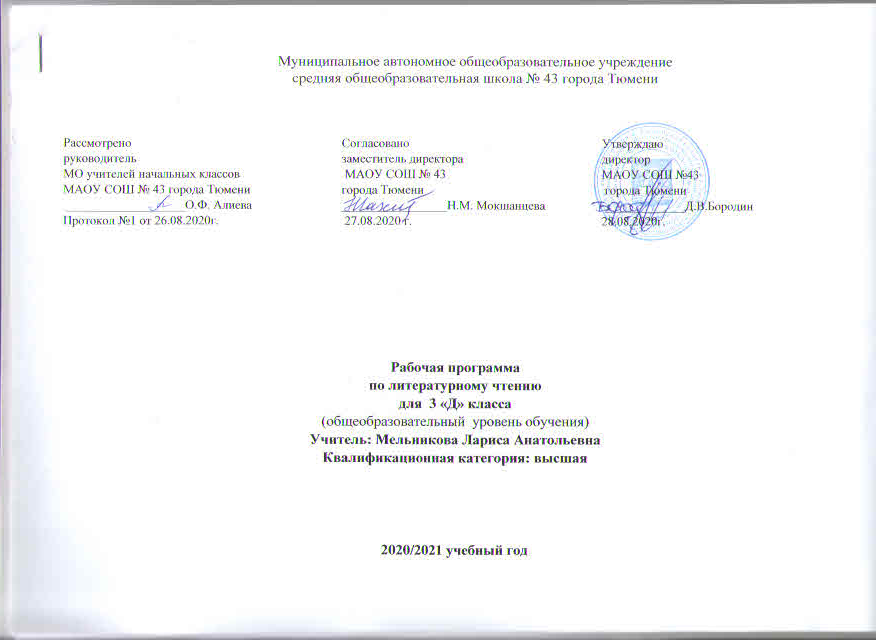 Муниципальное автономное общеобразовательное учреждение
средняя общеобразовательная школа № 43 города Тюмени
Рассмотрено
руководитель
МО учителей начальных классов
МАОУ СОШ № 43 города Тюмени
О.Ф. Алиева
Протокол №1 от 26.08.2020г.
Согласовано
заместитель директора
МАОУ СОШ № 43
города Тюмени
Н.М. Мокшанцева
27.08.2020 г.
Утверждаю
директор
МАОУ СОШ №43
города Тюмени
Д.В.Бородин
28.08.2020г.
Рабочая программа
по литературному чтению
для 3 «Д» класса
(общеобразовательный уровень обучения)
Учитель: Мельникова Лариса Анатольевна
Квалификационная категория: высшая
2020/2021 учебный год